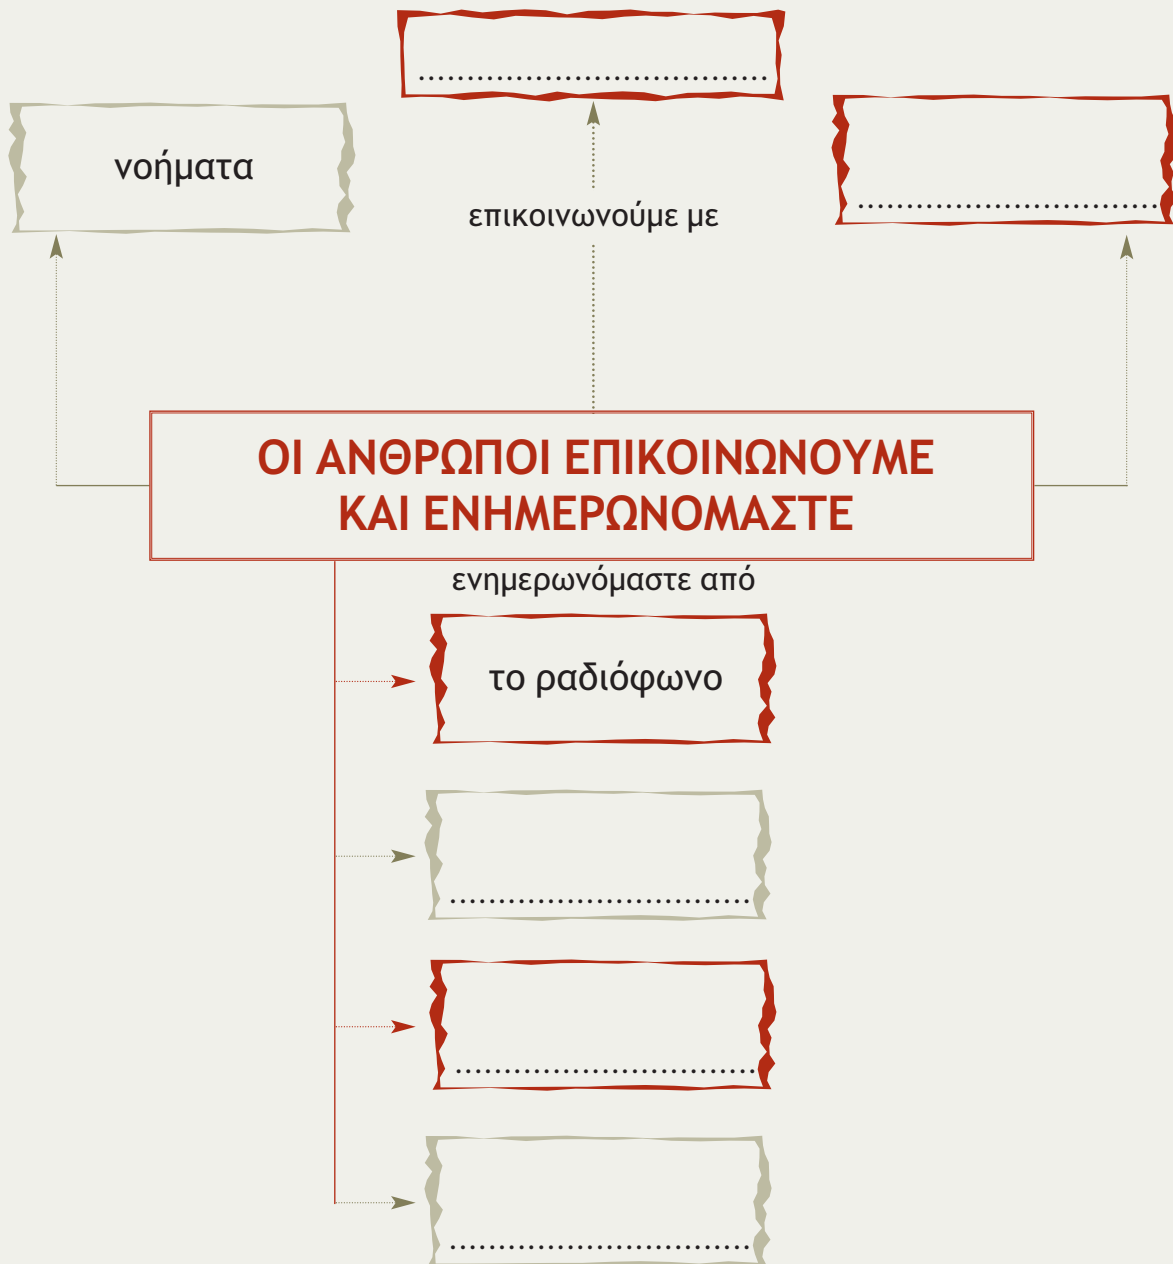 νοήματα
επικοινωνούμε με
ΟΙ ΑΝΘΡΩΠΟΙ ΕΠΙΚΟΙΝΩΝΟΥΜΕ
ΚΑΙ ΕΝΗΜΕΡΩΝΟΜΑΣΤΕ
ενημερωνόμαστε από
το ραδιόφωνο